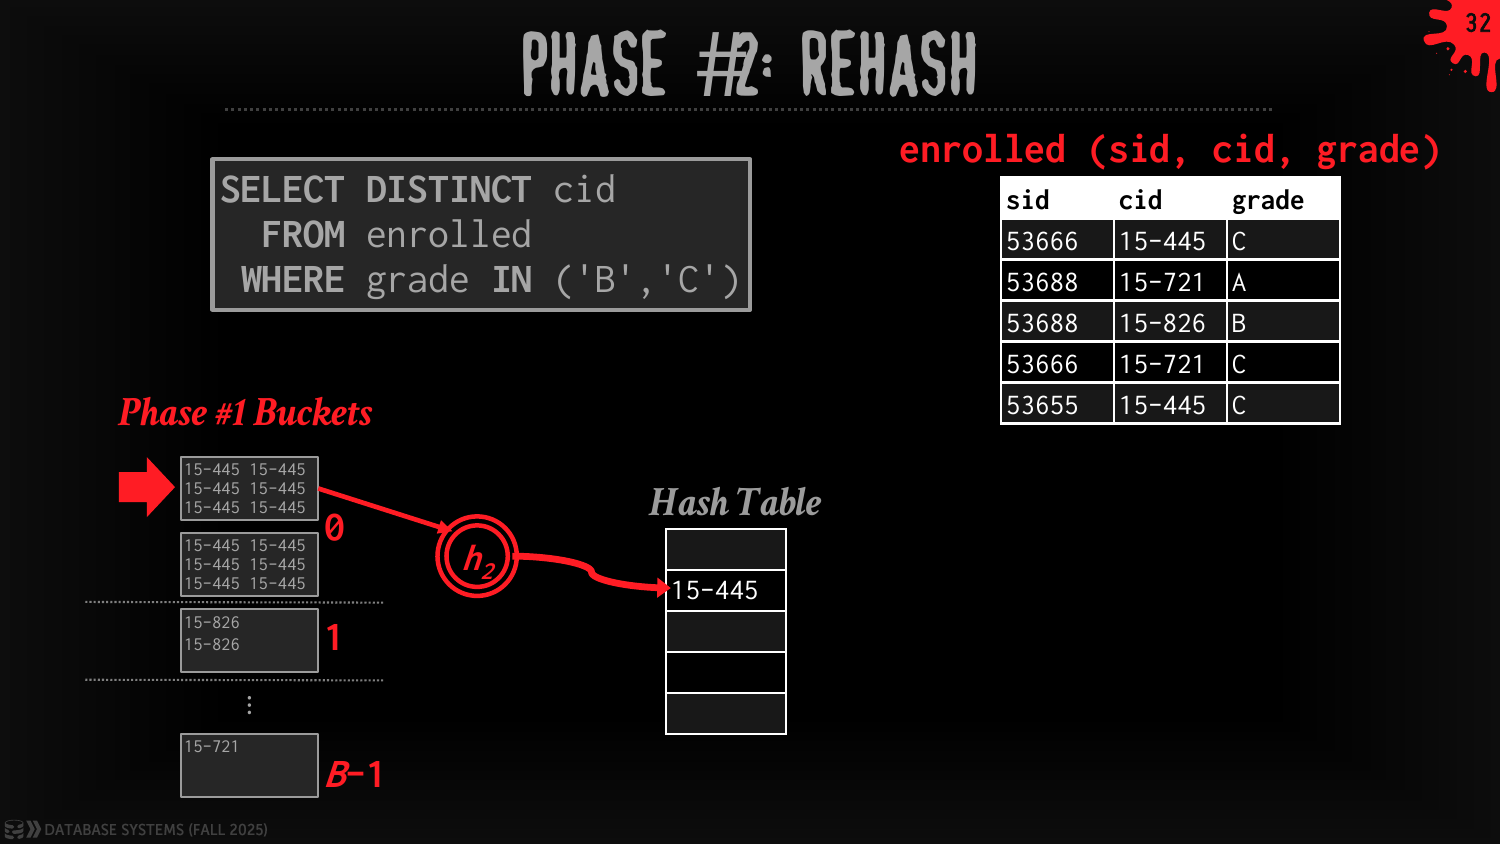 32
PHASE #2: REHASH
enrolled (sid, cid, grade)
SELECT DISTINCT cid
FROM enrolled
WHERE grade IN ('B','C')
sid cid grade
53666 15-445 C
53688 15-721 A
53688 15-826 B
53666 15-721 C
53655 15-445 C
Phase #1 Buckets
15-445 15-445
15-445 15-445
15-445 15-445
0
15-445 15-445
15-445 15-445
15-445 15-445
15-826
15-826
1
⋮
15-721
B-1
h2
Hash Table
15-445
DATABASE SYSTEMS (FALL 2025)